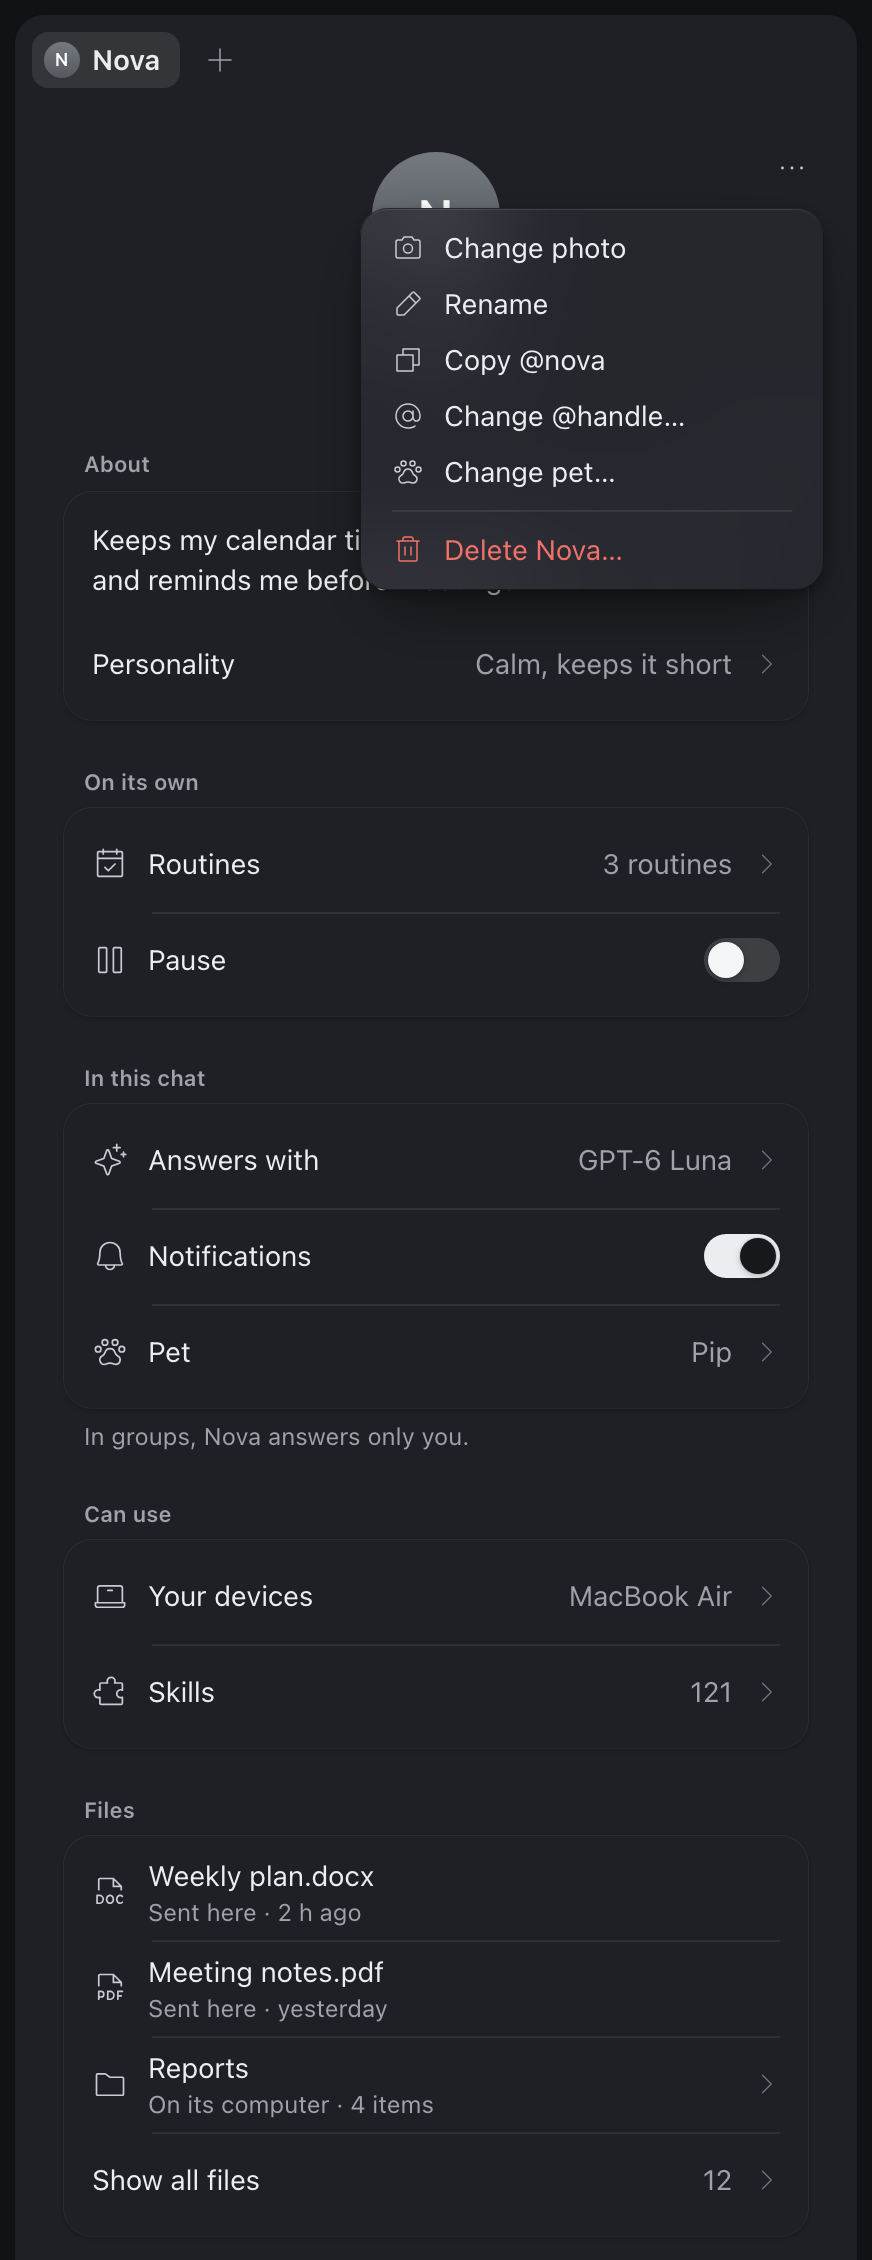 N Nova
...
Change photo
Rename
Copy @nova
Change @handle...
Change pet...
Delete Nova...
About
Keeps my calendar
and reminds me
Personality
Calm, keeps it short
On its own
Routines
3 routines
Pause
In this chat
Answers with
GPT-6 Luna
Notifications
Pet
Pip
In groups, Nova answers only you.
Can use
Your devices
MacBook Air
Skills
121
Files
DOC
Weekly plan.docx
Sent here · 2 h ago
PDF
Meeting notes.pdf
Sent here · yesterday
Reports
On its computer · 4 items
Show all files
12